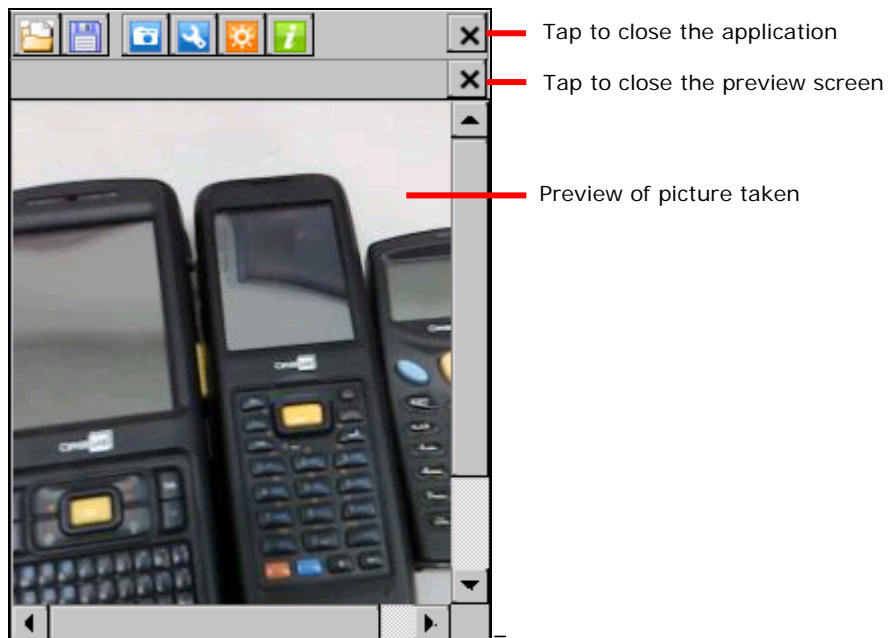 Tap to close the application
Tap to close the preview screen
Preview of picture taken